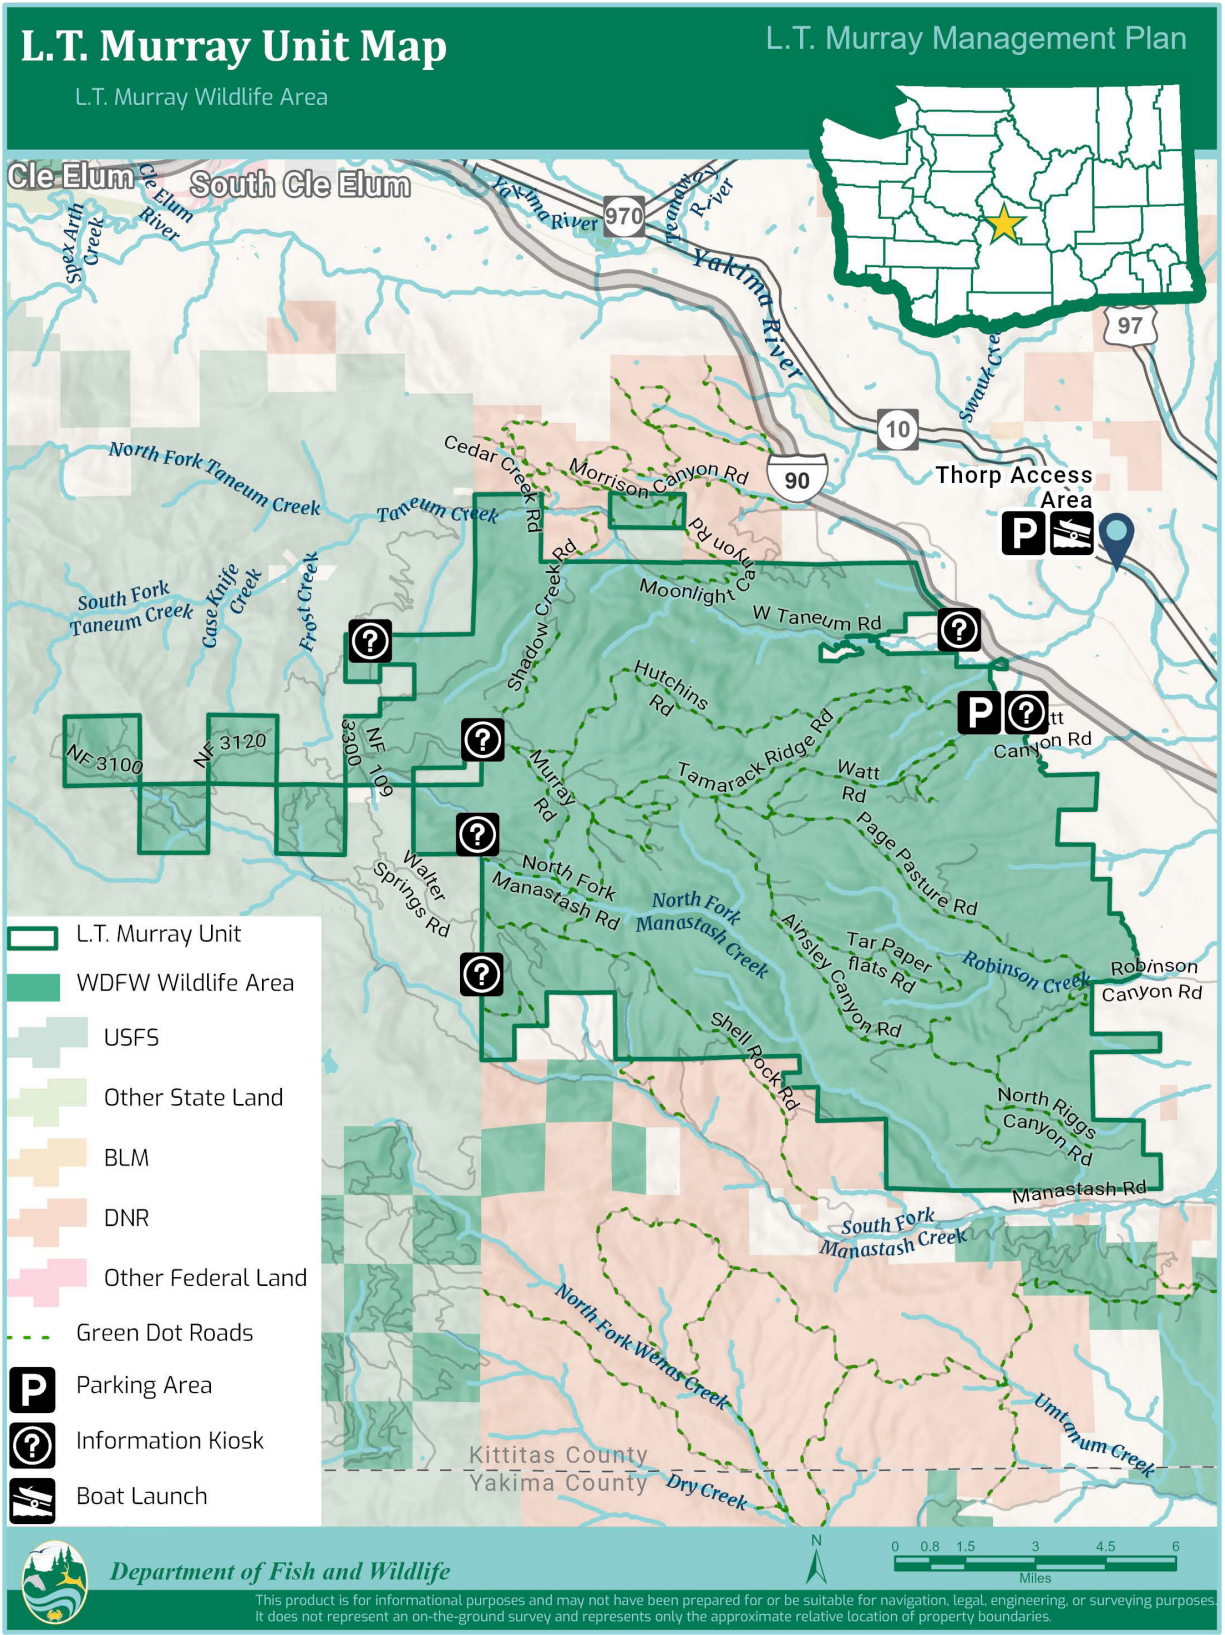 L.T. Murray Unit Map
L.T. Murray Management Plan
L.T. Murray Wildlife Area
Cle Elum
Cle Elum
River
South Cle Elum
Yakima
River
970
Teanaway
River
Spex Arth
Creek
Yakima River
97
Swauk Creek
10
90
Thorp Access
Area
P
North Fork Taneum Creek
Taneum Creek
Cedar Creek Rd
Morrison Canyon Rd
Moonlight Canyon Rd
W Taneum Rd
South Fork
Taneum Creek
Case Knife
Creek
Frost Creek
Shadow Creek Rd
?
?
Hutchins
Rd
P
?
tt
Canyon Rd
NF 3100
NF 3120
3300
NF 109
?
Murray
Rd
Tamarack Ridge Rd
Watt
Rd
Page Pasture Rd
?
Walter
Springs Rd
North Fork
Manastash Rd
North Fork
Manastash Creek
Ainsley Canyon Rd
Tar Paper
flats Rd
Robinson Creek
Robinson
Canyon Rd
?
Shell Rock Rd
North Riggs
Canyon Rd
Manastash Rd
South Fork
Manastash Creek
North Fork Wenas Creek
Umtanum Creek
Kittitas County
Yakima County
Dry Creek
L.T. Murray Unit
WDFW Wildlife Area
USFS
Other State Land
BLM
DNR
Other Federal Land
Green Dot Roads
P Parking Area
? Information Kiosk
Boat Launch
Department of Fish and Wildlife
N
0 0.8 1.5 3 4.5 6
Miles
This product is for informational purposes and may not have been prepared for or be suitable for navigation, legal, engineering, or surveying purposes.
It does not represent an on-the-ground survey and represents only the approximate relative location of property boundaries.